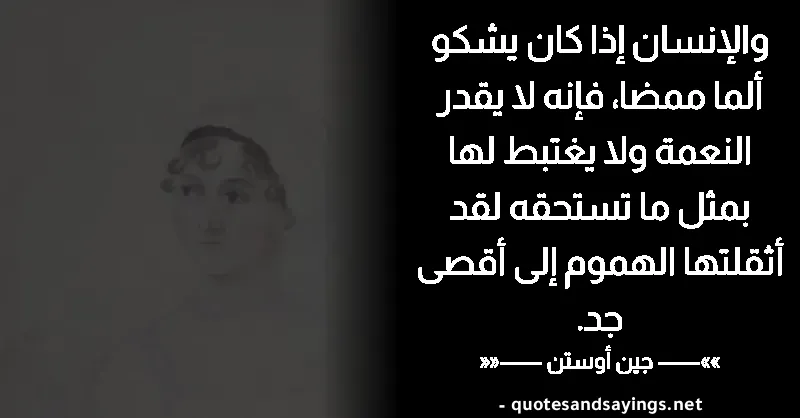 والإنسان إذا كان يشكو
ألما ممضا، فإنه لا يقدر
النعمة ولا يغتبط لها
بمثل ما تستحقه لقد
أثقلتها الهموم إلى أقصى
جد.
»»—— جين أوستن ——««
- quotesandsayings.net